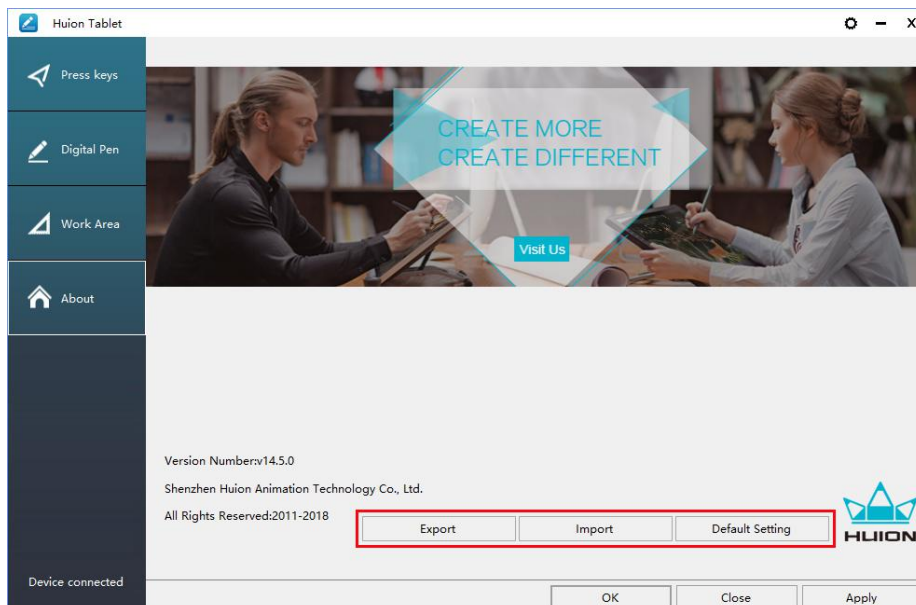 Huion Tablet
X
Press keys
Digital Pen
Work Area
About
CREATE MORE
CREATE DIFFERENT
Visit Us
Version Number:v14.5.0
Shenzhen Huion Animation Technology Co., Ltd.
All Rights Reserved:2011-2018
Export
Import
Default Setting
HUION
Device connected
OK
Close
Apply